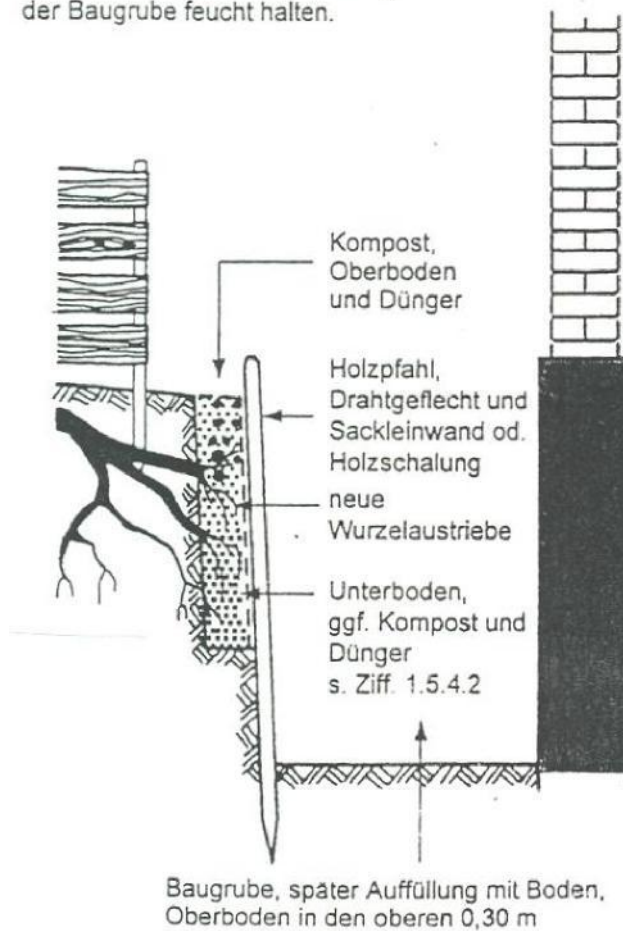 der Baugrube feucht halten.
Kompost,
Oberboden
und Dünger
Holzpfahl,
Drahtgeflecht und
Sackleinwand od.
Holzschalung
neue
Wurzelaustriebe
Unterboden,
ggf. Kompost und
Dünger
s. Ziff. 1.5.4.2
Baugrube, später Auffüllung mit Boden,
Oberboden in den oberen 0,30 m